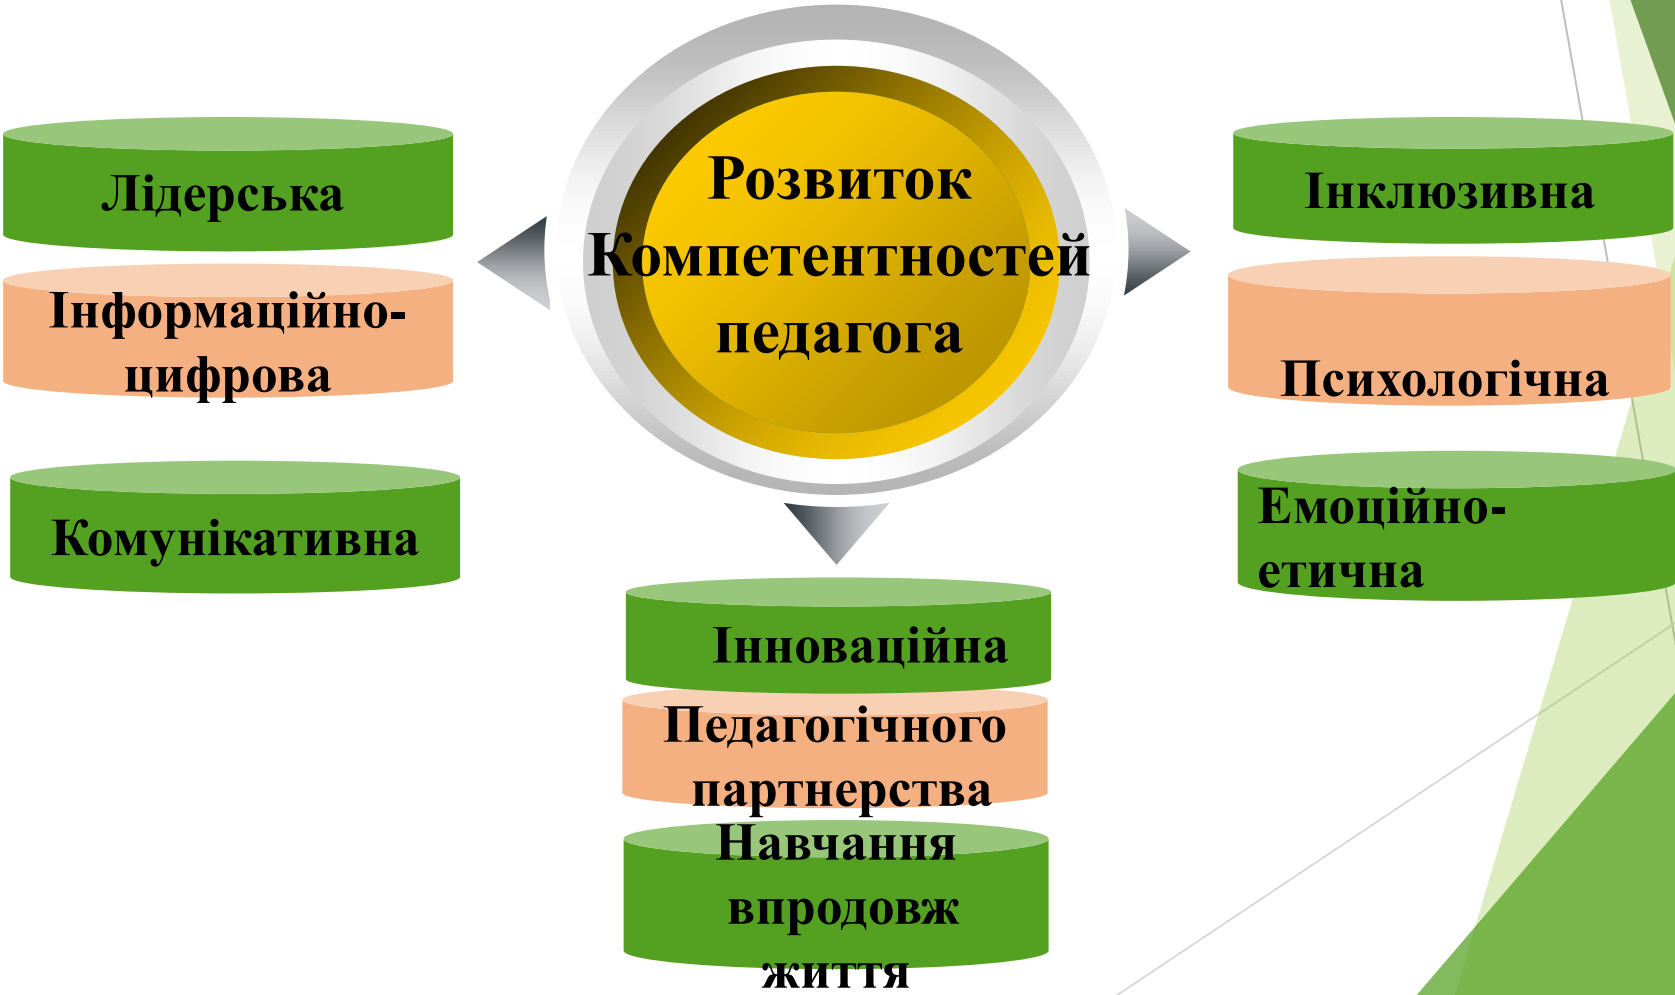 Розвиток
Компетентностей
педагога
Лідерська
Інформаційно-
цифрова
Комунікативна
Інклюзивна
Психологічна
Емоційно-
етична
Інноваційна
Педагогічного
партнерства
Навчання
впродовж
життя